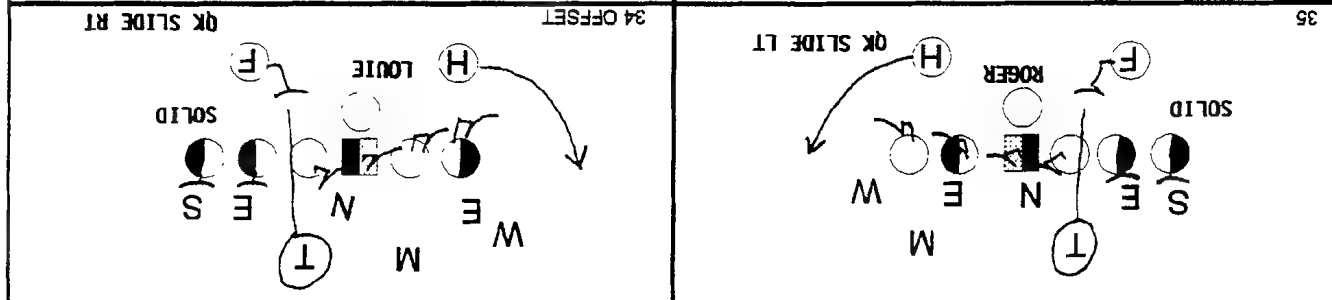 T M
S E N E W
SOLID
ROGER
F H
QK SLIDE LT
35
M T
W E N E S
SOLID
LOUIE
H F
QK SLIDE RT
34 OFFSET